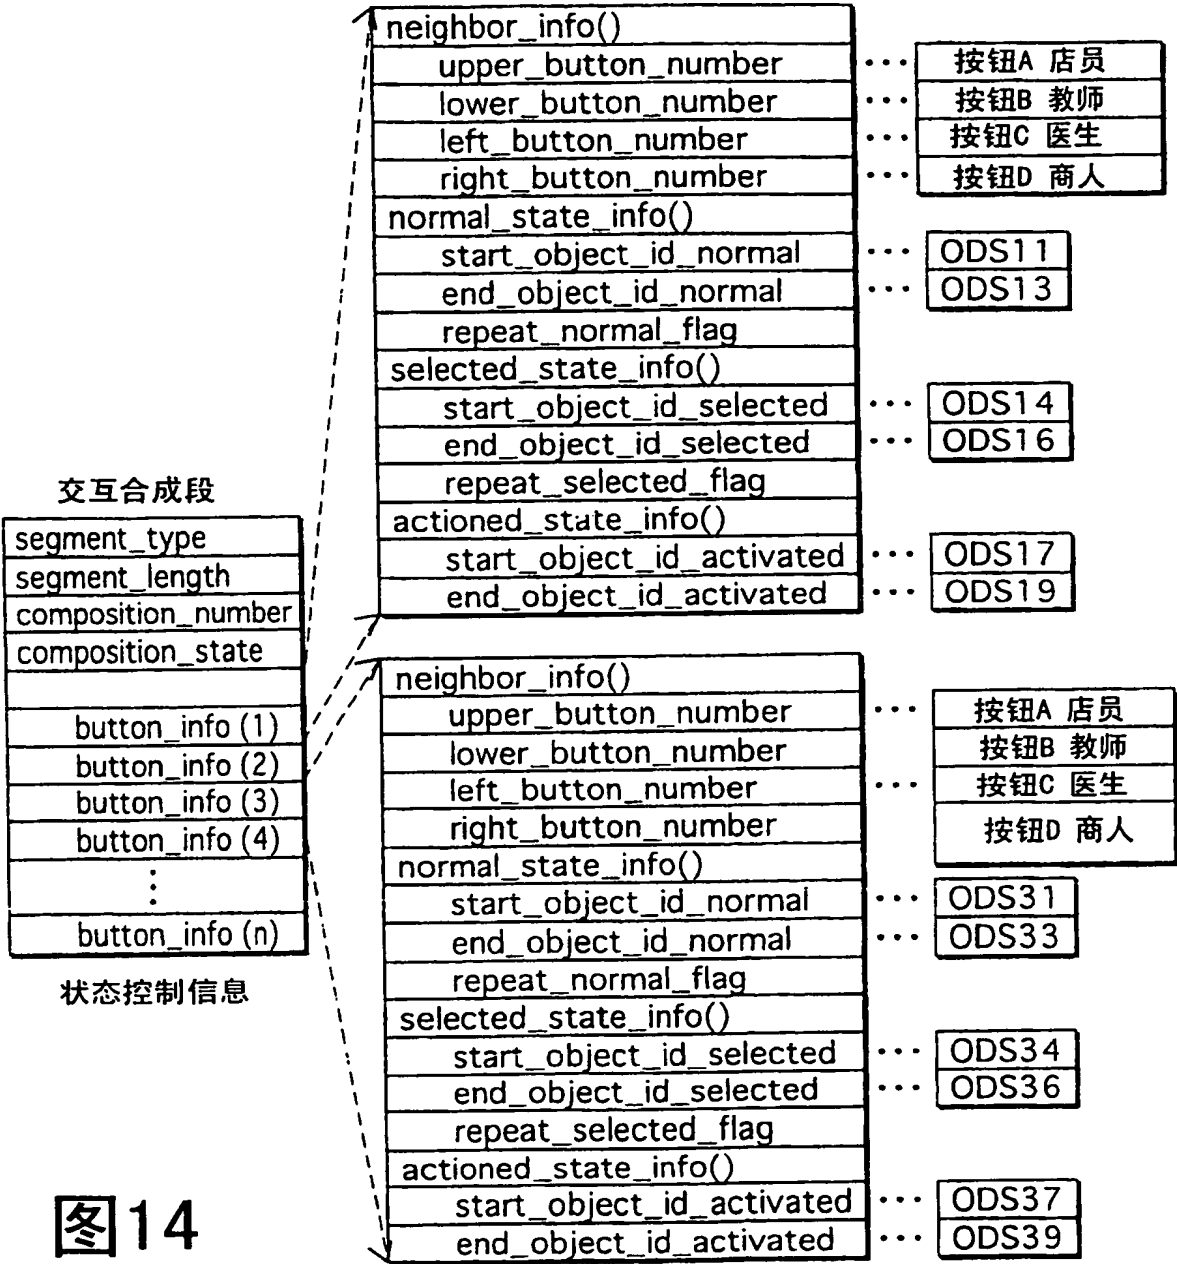 neighbor_info()
upper_button_number ··· 按钮A 店员
lower_button_number ··· 按钮B 教师
left_button_number ··· 按钮C 医生
right_button_number ··· 按钮D 商人
normal_state_info()
start_object_id_normal ··· ODS11
end_object_id_normal ··· ODS13
repeat_normal_flag
selected_state_info()
start_object_id_selected ··· ODS14
end_object_id_selected ··· ODS16
repeat_selected_flag
actioned_state_info()
start_object_id_activated ··· ODS17
end_object_id_activated ··· ODS19
交互合成段
segment_type
segment_length
composition_number
composition_state
button_info (1)
button_info (2)
button_info (3)
button_info (4)
⋮
button_info (n)
状态控制信息
neighbor_info()
upper_button_number ··· 按钮A 店员
lower_button_number 按钮B 教师
left_button_number ··· 按钮C 医生
right_button_number 按钮D 商人
normal_state_info()
start_object_id_normal ··· ODS31
end_object_id_normal ··· ODS33
repeat_normal_flag
selected_state_info()
start_object_id_selected ··· ODS34
end_object_id_selected ··· ODS36
repeat_selected_flag
actioned_state_info()
start_object_id_activated ··· ODS37
end_object_id_activated ··· ODS39
图14